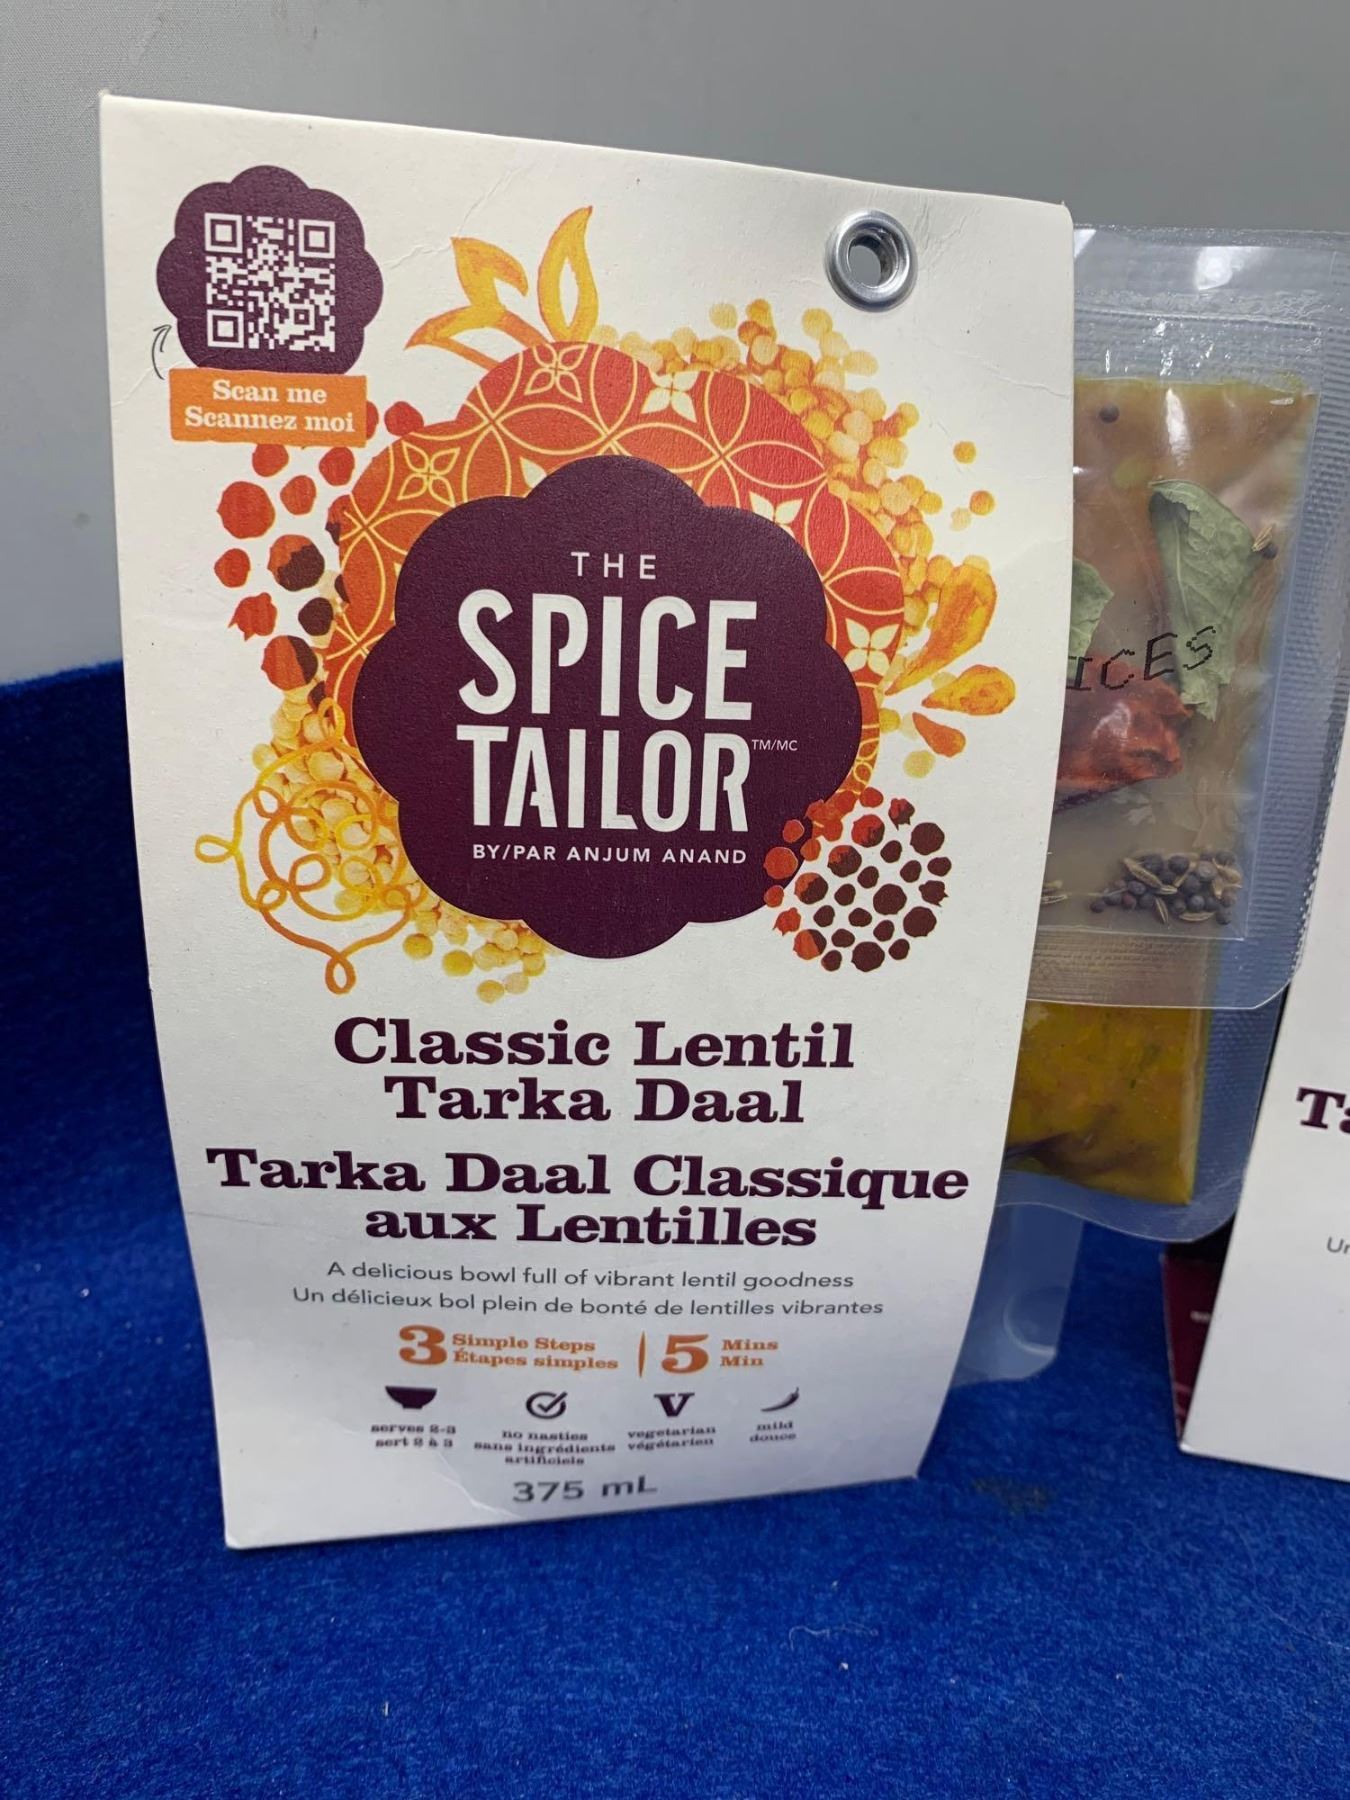 Scan me
Scannez moi
THE
SPICE
TAILOR
TM/MC
BY/PAR ANJUM ANAND
Classic Lentil
Tarka Daal
Tarka Daal Classique
aux Lentilles
A delicious bowl full of vibrant lentil goodness
Un délicieux bol plein de bonté de lentilles vibrantes
3 Simple Steps
Étapes simples
5 Mins
Min
serves 2-3
sert 2 à 3
no nasties
sans ingrédients
artificiels
V
vegetarian
végétarien
mild
douce
375 mL
ICES